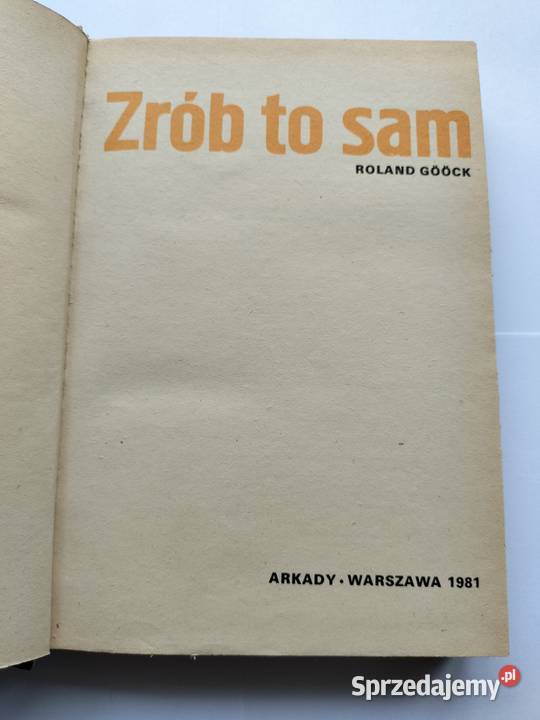 Zrób to sam
ROLAND GÖÖCK
ARKADY • WARSZAWA 1981
Sprzedajemy.pl